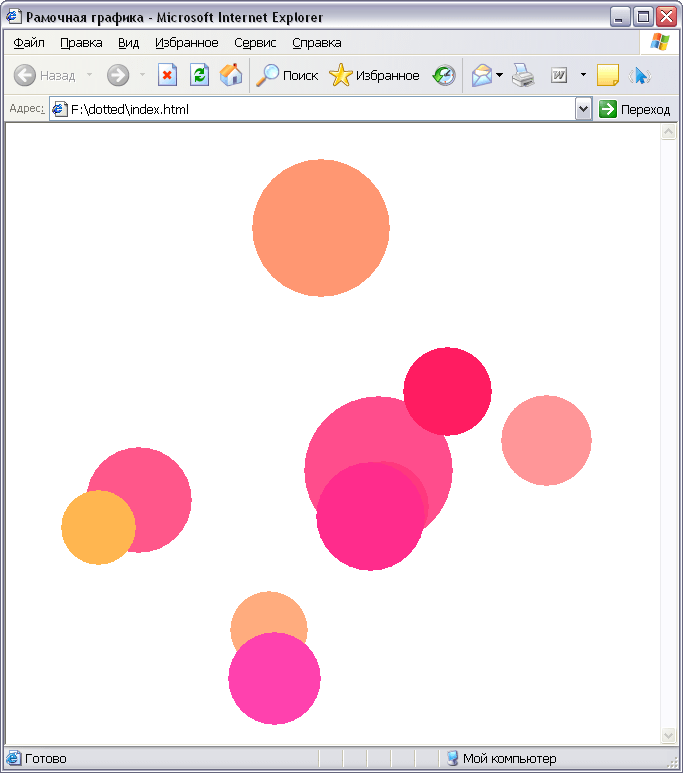 Рамочная графика - Microsoft Internet Explorer
Файл Правка Вид Избранное Сервис Справка
Назад Поиск Избранное W
Адрес: F:\dotted\index.html Переход
Готово Мой компьютер